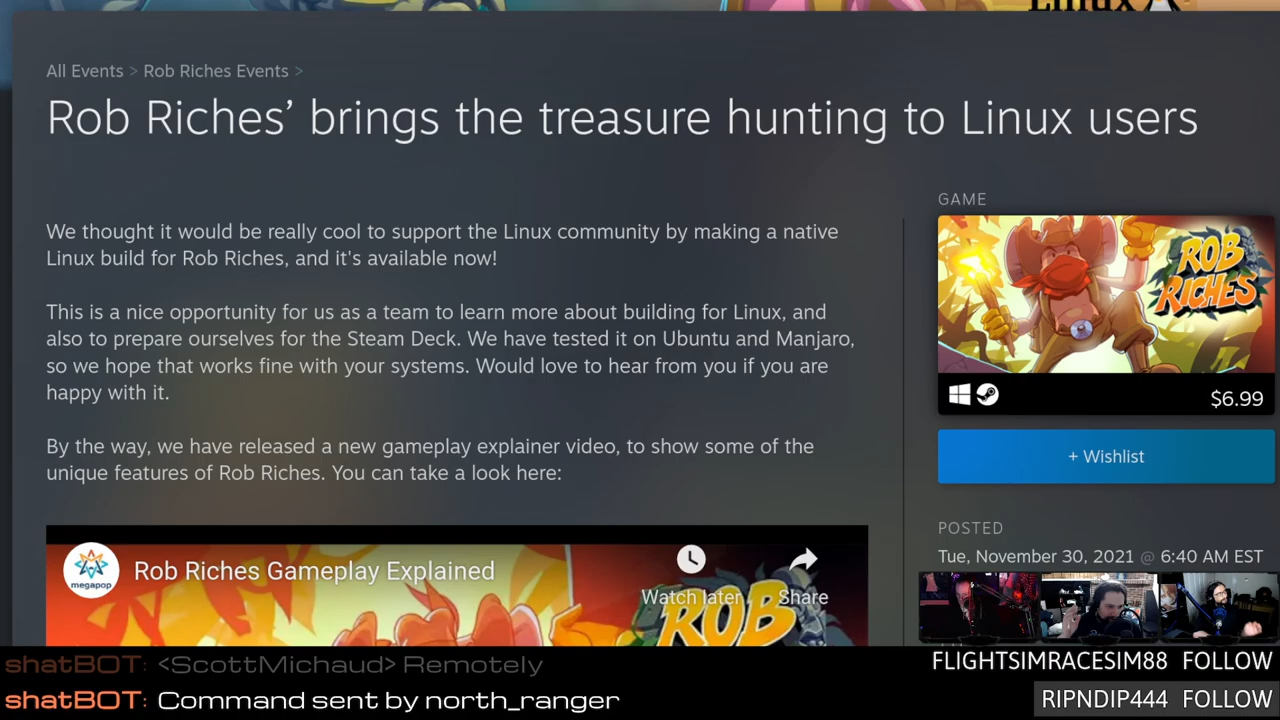 Linux
All Events > Rob Riches Events >
Rob Riches’ brings the treasure hunting to Linux users
We thought it would be really cool to support the Linux community by making a native
Linux build for Rob Riches, and it's available now!
This is a nice opportunity for us as a team to learn more about building for Linux, and
also to prepare ourselves for the Steam Deck. We have tested it on Ubuntu and Manjaro,
so we hope that works fine with your systems. Would love to hear from you if you are
happy with it.
By the way, we have released a new gameplay explainer video, to show some of the
unique features of Rob Riches. You can take a look here:
megapop
Rob Riches Gameplay Explained
Watch later
Share
ROB
GAME
ROB
RICHES
$6.99
+ Wishlist
POSTED
Tue, November 30, 2021 @ 6:40 AM EST
shatBOT: <ScottMichaud> Remotely
shatBOT: Command sent by north_ranger
FLIGHTSIMRACESIM88 FOLLOW
RIPNDIP444 FOLLOW